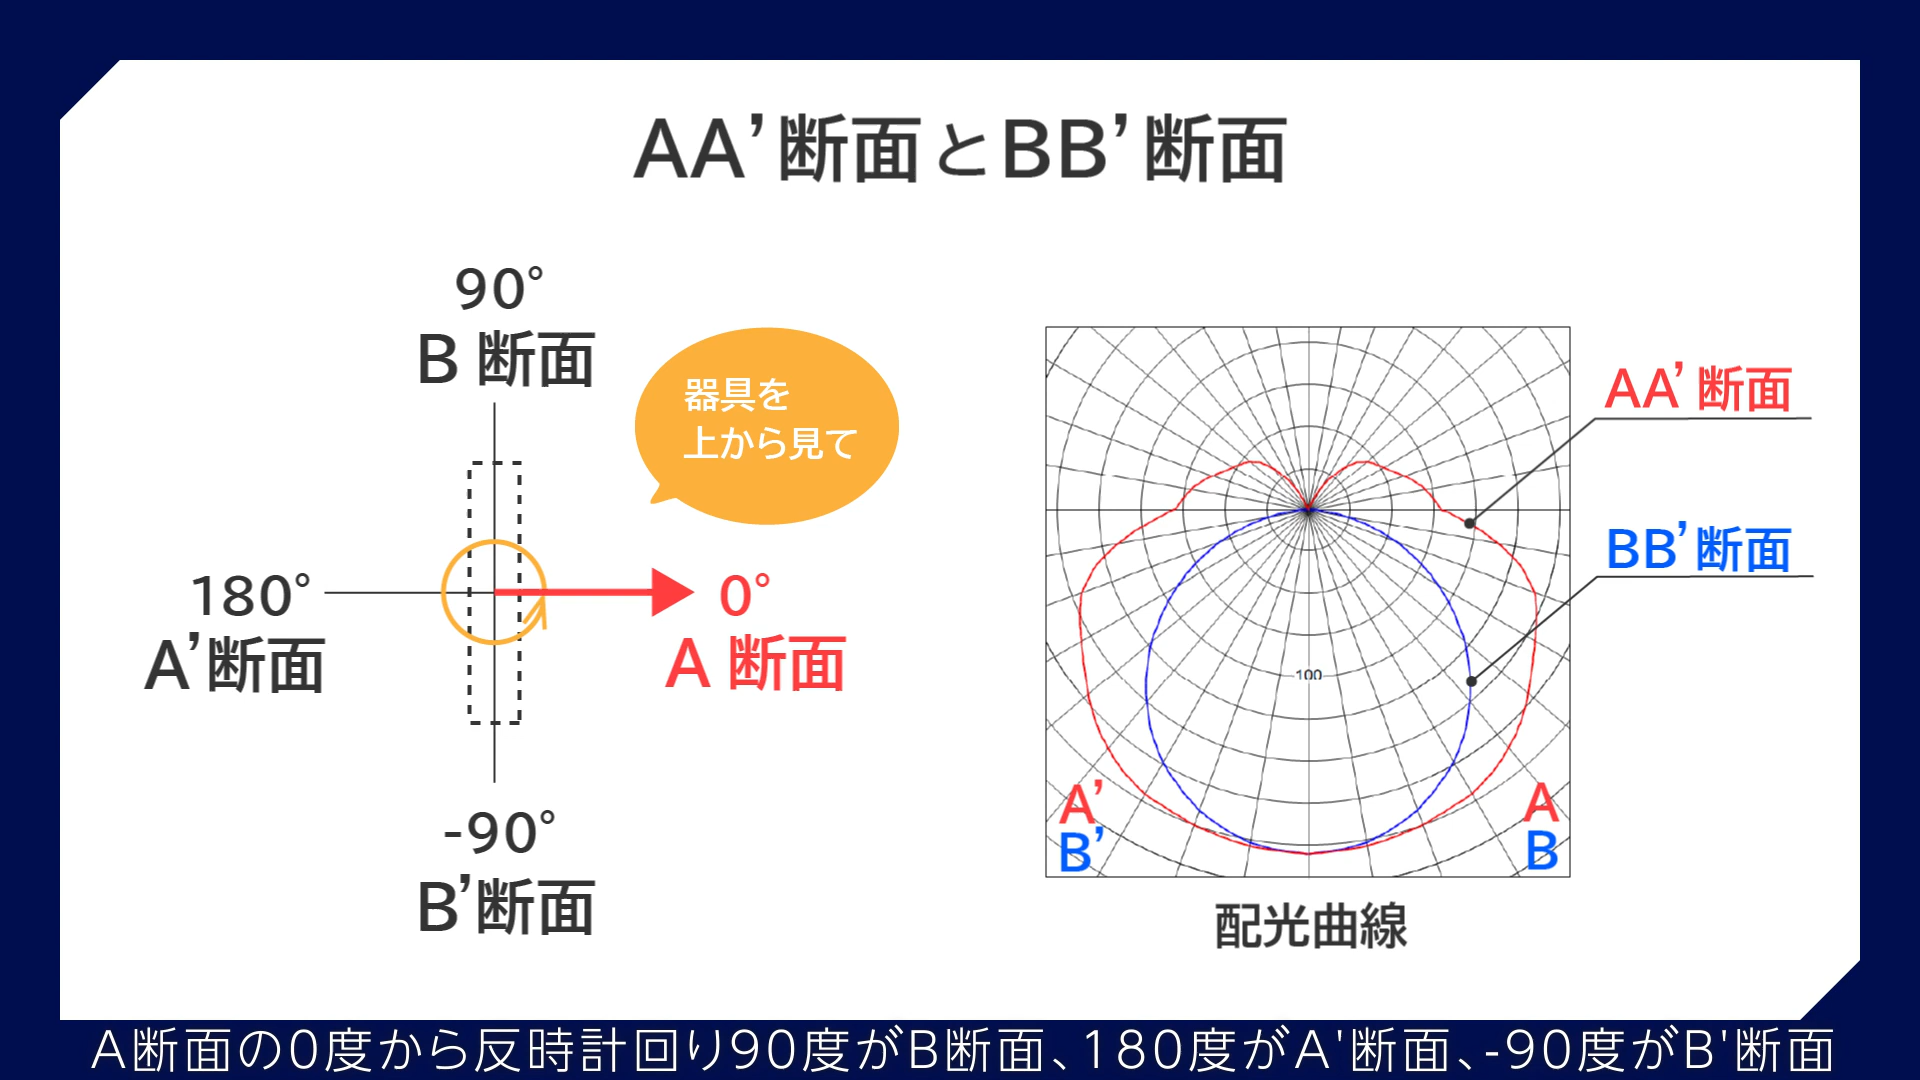 AA’断面とBB’断面
90°
B 断面
器具を
上から見て
180°
A’断面
0°
A 断面
-90°
B’断面
AA’断面
BB’断面
100
A’
B’
A
B
配光曲線
A断面の0度から反時計回り90度がB断面、180度がA'断面、-90度がB'断面